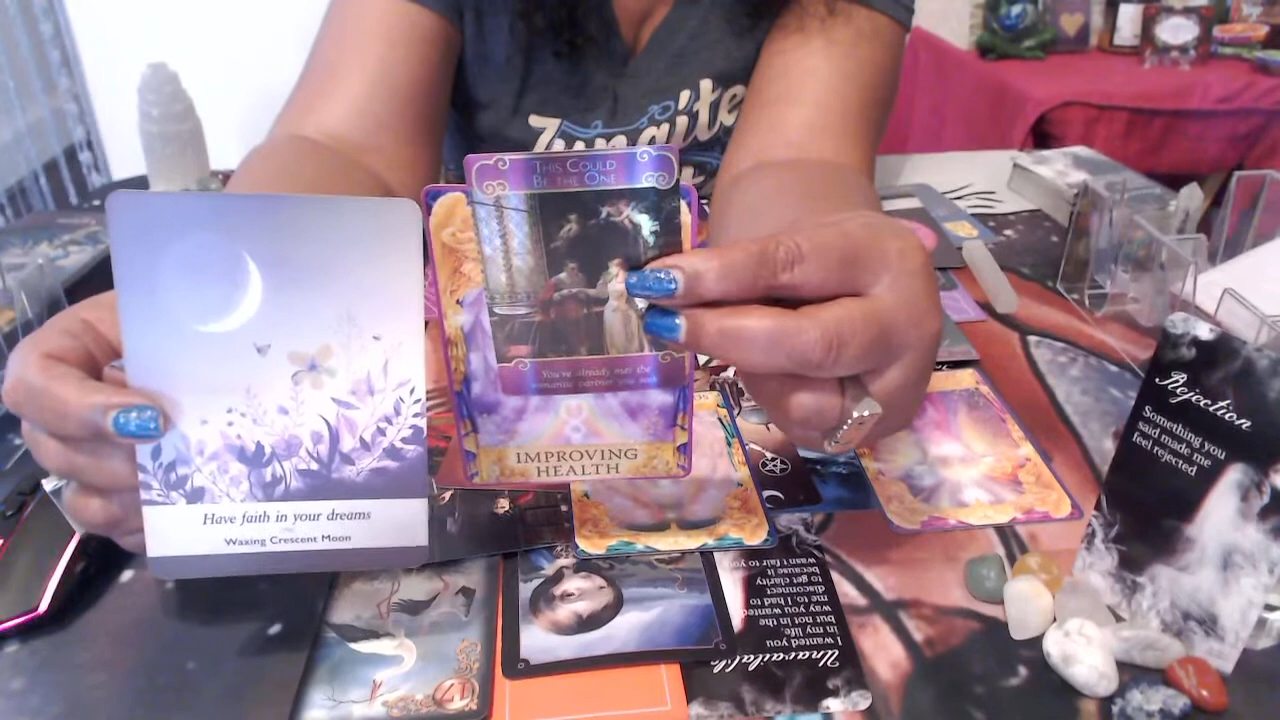 Zunaite
THIS COULD
BE THE ONE
You've already met the
romantic partner you seek
IMPROVING
HEALTH
Have faith in your dreams
Waxing Crescent Moon
Rejection
Something you
said made me
feel rejected
17
Unavailable
I wanted you
in my life,
but not in the
way you wanted
me to, I had to
disconnect
to get clarity
because it
wasn't fair to you